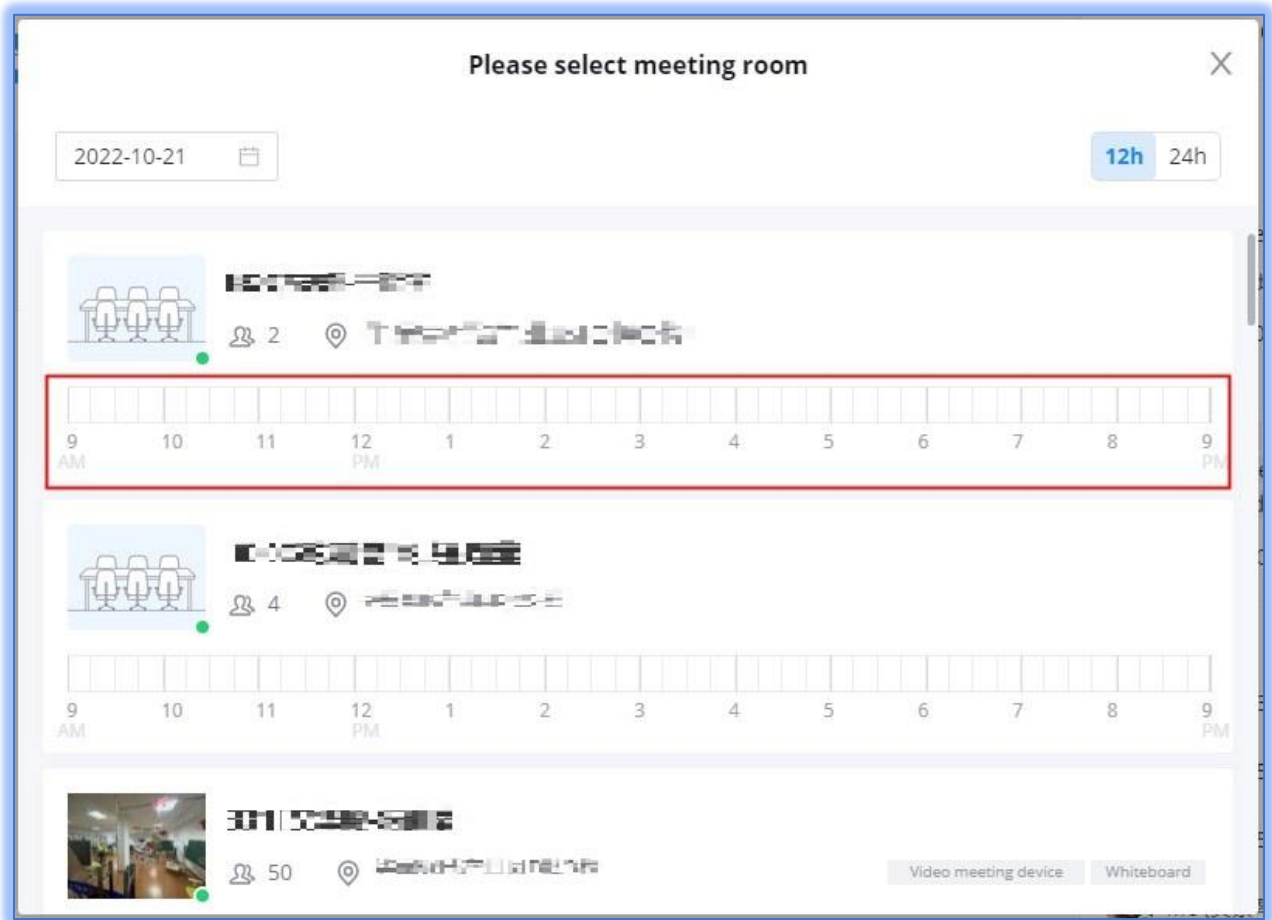 Please select meeting room
2022-10-21
12h 24h
2
9 10 11 12 1 2 3 4 5 6 7 8 9
AM PM PM
4
9 10 11 12 1 2 3 4 5 6 7 8 9
AM PM PM
50 Video meeting device Whiteboard